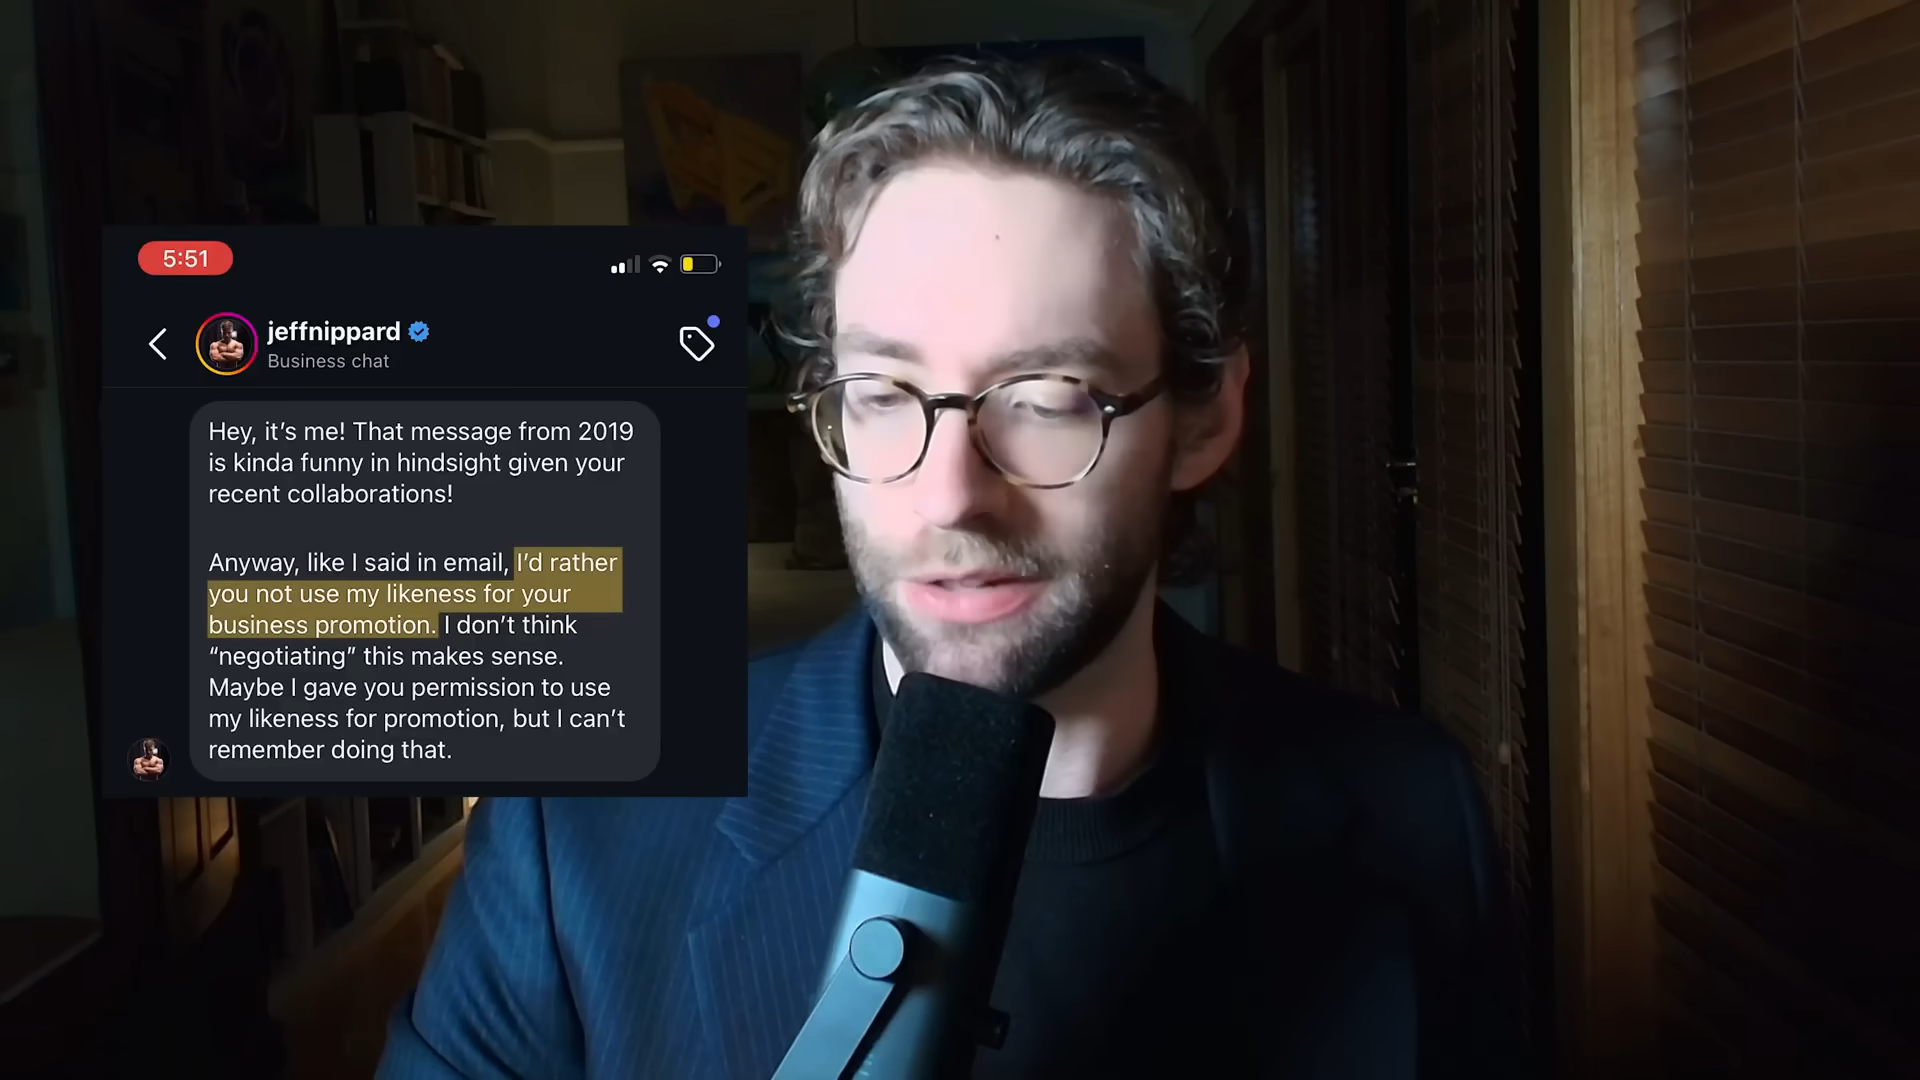 5:51
jeffnippard
Business chat
Hey, it’s me! That message from 2019
is kinda funny in hindsight given your
recent collaborations!
Anyway, like I said in email, I’d rather
you not use my likeness for your
business promotion. I don’t think
“negotiating” this makes sense.
Maybe I gave you permission to use
my likeness for promotion, but I can’t
remember doing that.